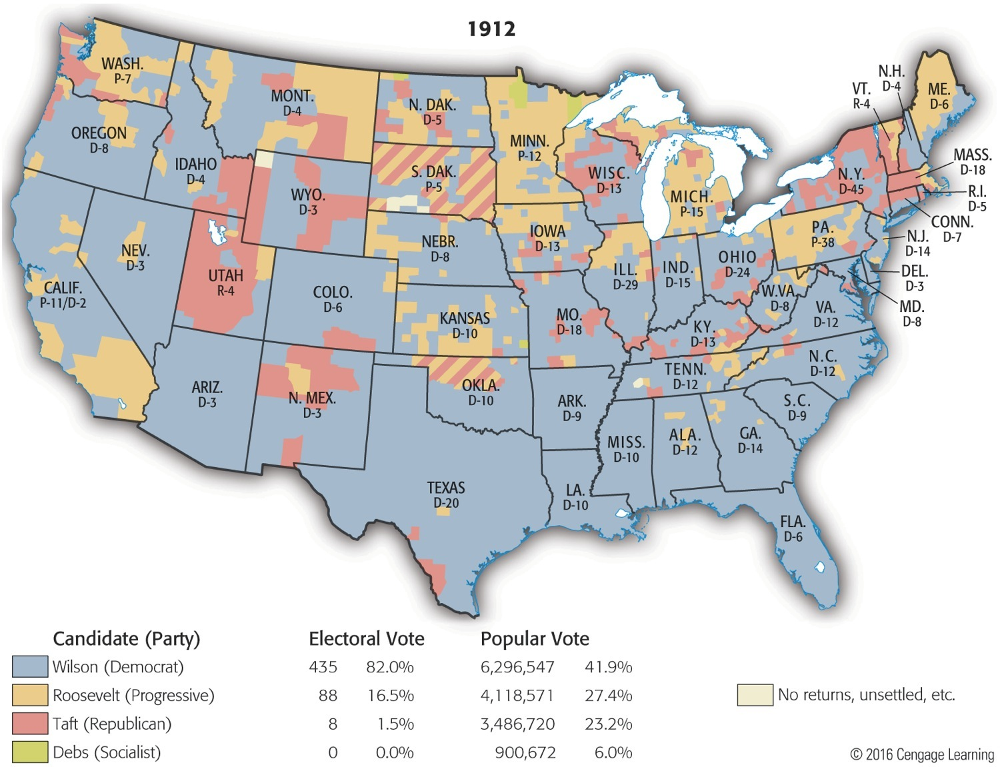 1912
WASH.
P-7
OREGON
D-8
CALIF.
P-11/D-2
NEV.
D-3
IDAHO
D-4
MONT.
D-4
WYO.
D-3
UTAH
R-4
COLO.
D-6
ARIZ.
D-3
N. MEX.
D-3
N. DAK.
D-5
S. DAK.
P-5
NEBR.
D-8
KANSAS
D-10
OKLA.
D-10
TEXAS
D-20
MINN.
P-12
IOWA
D-13
MO.
D-18
ARK.
D-9
LA.
D-10
WISC.
D-13
ILL.
D-29
MICH.
P-15
IND.
D-15
OHIO
D-24
KY.
D-13
TENN.
D-12
MISS.
D-10
ALA.
D-12
GA.
D-14
FLA.
D-6
S.C.
D-9
N.C.
D-12
VA.
D-12
W.VA.
D-8
PA.
P-38
N.Y.
D-45
VT.
R-4
N.H.
D-4
ME.
D-6
MASS.
D-18
R.I.
D-5
CONN.
D-7
N.J.
D-14
DEL.
D-3
MD.
D-8
Candidate (Party) Electoral Vote Popular Vote
Wilson (Democrat) 435 82.0% 6,296,547 41.9%
Roosevelt (Progressive) 88 16.5% 4,118,571 27.4%
Taft (Republican) 8 1.5% 3,486,720 23.2%
Debs (Socialist) 0 0.0% 900,672 6.0%
No returns, unsettled, etc.
© 2016 Cengage Learning